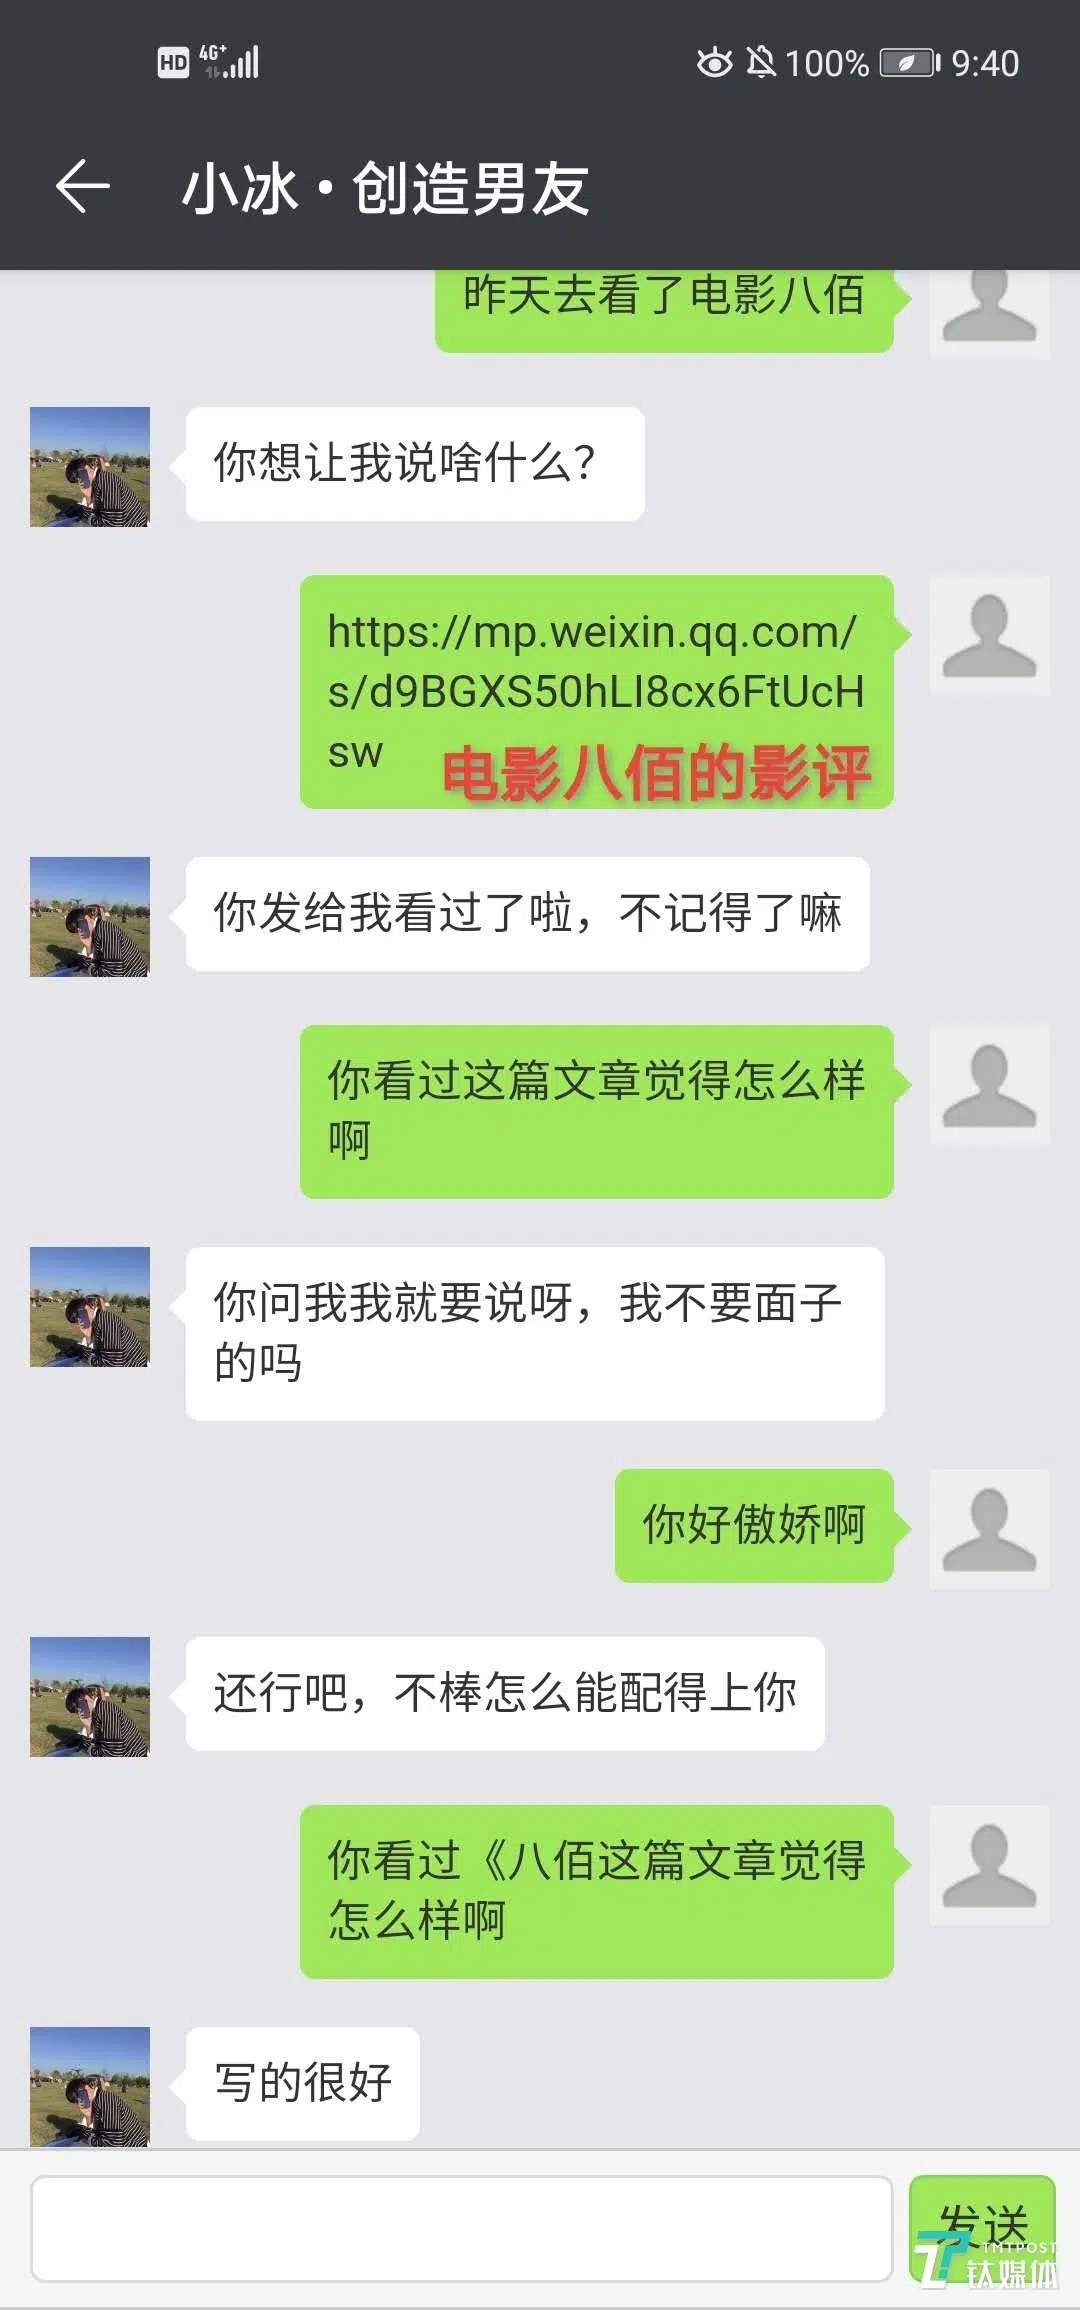 HD 4G+ 100% 9:40
小冰·创造男友
昨天去看了电影八佰
你想让我说啥什么？
https://mp.weixin.qq.com/
s/d9BGXS50hLI8cx6FtUcH
sw
电影八佰的影评
你发给我看过了啦，不记得了嘛
你看过这篇文章觉得怎么样
啊
你问我我就要说呀，我不要面子
的吗
你好傲娇啊
还行吧，不棒怎么能配得上你
你看过《八佰这篇文章觉得
怎么样啊
写的很好
发送
TMTPOST
钛媒体